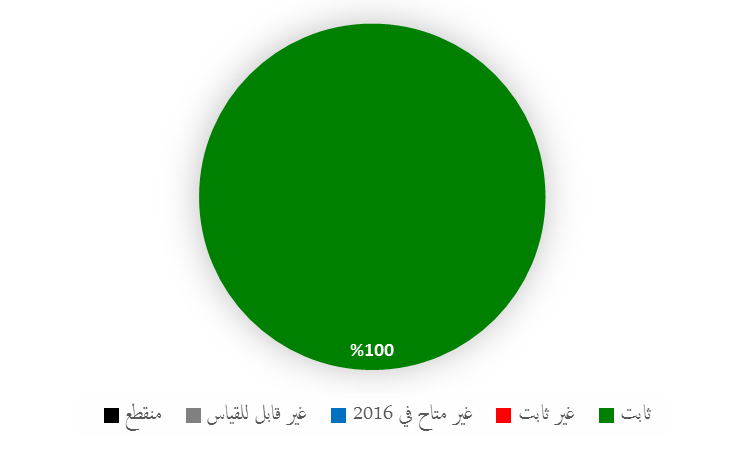 %100
ثابت
غير ثابت
غير متاح في 2016
غير قابل للقياس
منقطع